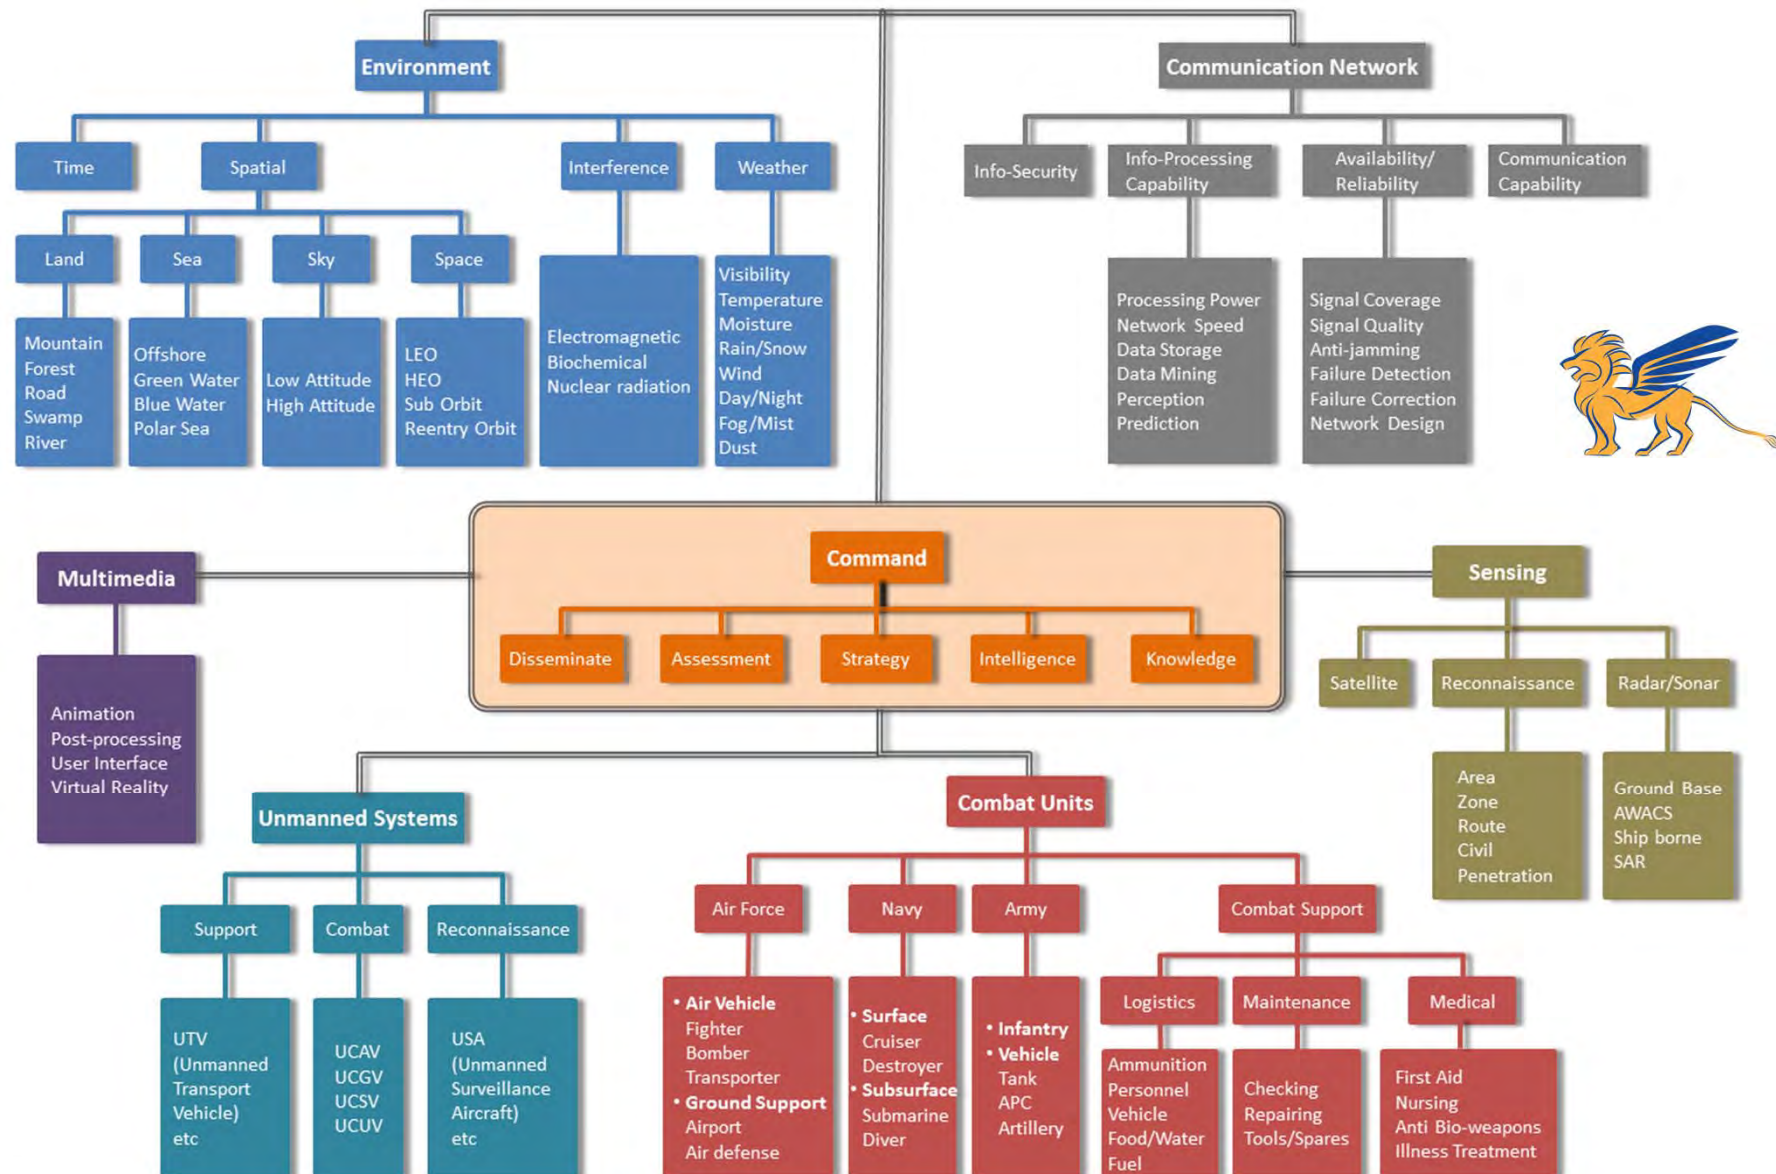 Environment
Communication Network
Time
Spatial
Interference
Weather
Info-Security
Info-Processing
Capability
Availability/
Reliability
Communication
Capability
Land
Sea
Sky
Space
Mountain
Forest
Road
Swamp
River
Offshore
Green Water
Blue Water
Polar Sea
Low Attitude
High Attitude
LEO
HEO
Sub Orbit
Reentry Orbit
Electromagnetic
Biochemical
Nuclear radiation
Visibility
Temperature
Moisture
Rain/Snow
Wind
Day/Night
Fog/Mist
Dust
Processing Power
Network Speed
Data Storage
Data Mining
Perception
Prediction
Signal Coverage
Signal Quality
Anti-jamming
Failure Detection
Failure Correction
Network Design
Multimedia
Animation
Post-processing
User Interface
Virtual Reality
Command
Disseminate
Assessment
Strategy
Intelligence
Knowledge
Sensing
Satellite
Reconnaissance
Radar/Sonar
Area
Zone
Route
Civil
Penetration
Ground Base
AWACS
Ship borne
SAR
Unmanned Systems
Support
Combat
Reconnaissance
UTV
(Unmanned
Transport
Vehicle)
etc
UCAV
UCGV
UCSV
UCUV
USA
(Unmanned
Surveillance
Aircraft)
etc
Combat Units
Air Force
Navy
Army
Combat Support
• Air Vehicle
Fighter
Bomber
Transporter
• Ground Support
Airport
Air defense
• Surface
Cruiser
Destroyer
• Subsurface
Submarine
Diver
• Infantry
• Vehicle
Tank
APC
Artillery
Logistics
Maintenance
Medical
Ammunition
Personnel
Vehicle
Food/Water
Fuel
Checking
Repairing
Tools/Spares
First Aid
Nursing
Anti Bio-weapons
Illness Treatment